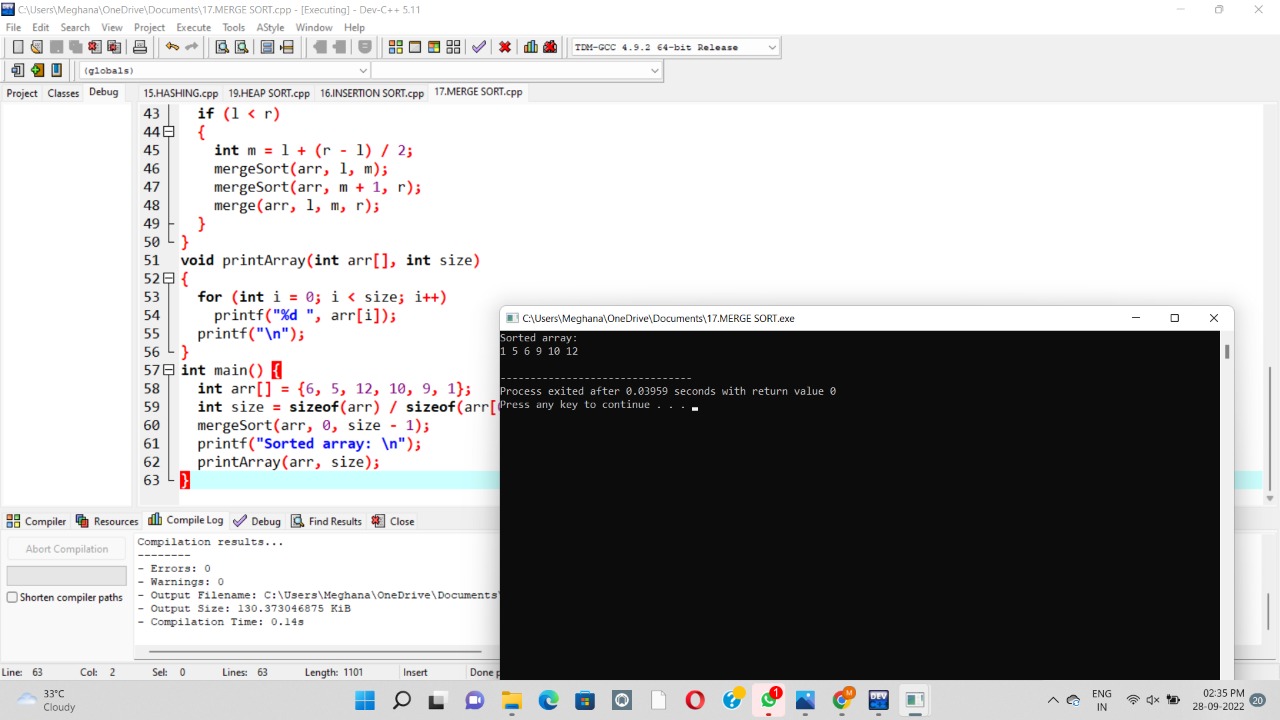 C:\Users\Meghana\OneDrive\Documents\17.MERGE SORT.cpp - [Executing] - Dev-C++ 5.11
File Edit Search View Project Execute Tools AStyle Window Help
TDM-GCC 4.9.2 64-bit Release
(globals)
Project Classes Debug 15.HASHING.cpp 19.HEAP SORT.cpp 16.INSERTION SORT.cpp 17.MERGE SORT.cpp
43 if (l < r)
44 {
45 int m = l + (r - l) / 2;
46 mergeSort(arr, l, m);
47 mergeSort(arr, m + 1, r);
48 merge(arr, l, m, r);
49 }
50 }
51 void printArray(int arr[], int size)
52 {
53 for (int i = 0; i < size; i++)
54 printf("%d ", arr[i]);
55 printf("\n");
56 }
57 int main() {
58 int arr[] = {6, 5, 12, 10, 9, 1};
59 int size = sizeof(arr) / sizeof(arr[
60 mergeSort(arr, 0, size - 1);
61 printf("Sorted array: \n");
62 printArray(arr, size);
63 }
C:\Users\Meghana\OneDrive\Documents\17.MERGE SORT.exe
Sorted array:
1 5 6 9 10 12
--------------------------------
Process exited after 0.03959 seconds with return value 0
Press any key to continue . . .
Compiler Resources Compile Log Debug Find Results Close
Abort Compilation
Shorten compiler paths
Compilation results...
--------
- Errors: 0
- Warnings: 0
- Output Filename: C:\Users\Meghana\OneDrive\Documents\
- Output Size: 130.373046875 KiB
- Compilation Time: 0.14s
Line: 63 Col: 2 Sel: 0 Lines: 63 Length: 1101 Insert Done p
33°C
Cloudy
1
M
DEV
ENG
IN
02:35 PM
28-09-2022
20